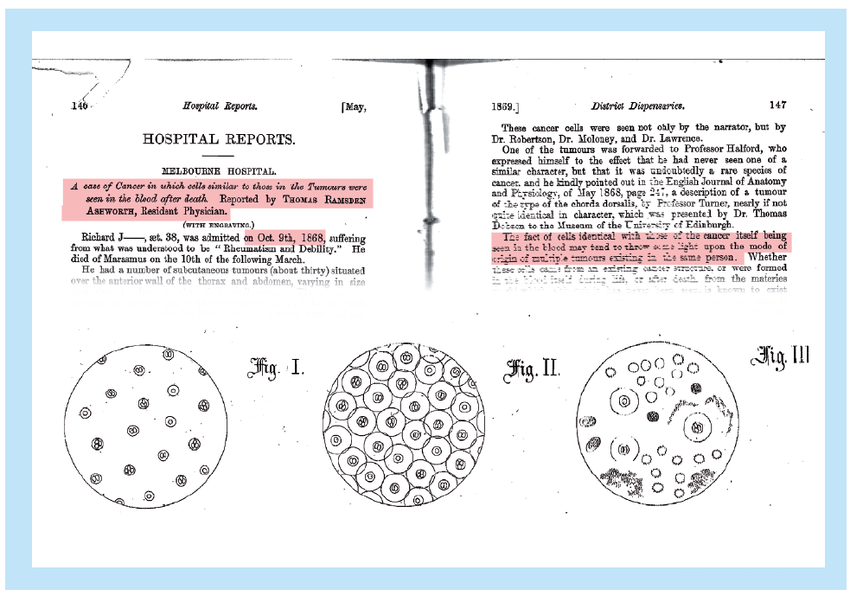 146 Hospital Reports. [May,
HOSPITAL REPORTS.
MELBOURNE HOSPITAL.
A case of Cancer in which cells similar to those in the Tumours were
seen in the blood after death. Reported by THOMAS RAMSDEN
ASHWORTH, Resident Physician.
(WITH ENGRAVING.)
Richard J——, æt. 38, was admitted on Oct. 9th, 1868, suffering
from what was understood to be "Rheumatism and Debility." He
died of Marasmus on the 10th of the following March.
He had a number of subcutaneous tumours (about thirty) situated
over the anterior wall of the thorax and abdomen, varying in size
1869.] District Dispensaries. 147
These cancer cells were seen not only by the narrator, but by
Dr. Robertson, Dr. Moloney, and Dr. Lawrence.
One of the tumours was forwarded to Professor Halford, who
expressed himself to the effect that he had never seen one of a
similar character, but that it was undoubtedly a rare species of
cancer, and he kindly pointed out in the English Journal of Anatomy
and Physiology, of May 1868, page 247, a description of a tumour
of the type of the chorda dorsalis, by Professor Turner, nearly if not
quite identical in character, which was presented by Dr. Thomas
Dobson to the Museum of the University of Edinburgh.
The fact of cells identical with those of the cancer itself being
seen in the blood may tend to throw some light upon the mode of
origin of multiple tumours existing in the same person. Whether
these cells came from an existing cancer structure, or were formed
in the blood itself during life, or after death, from the materies
is known to exist
Fig. I.
Fig. II.
Fig. III